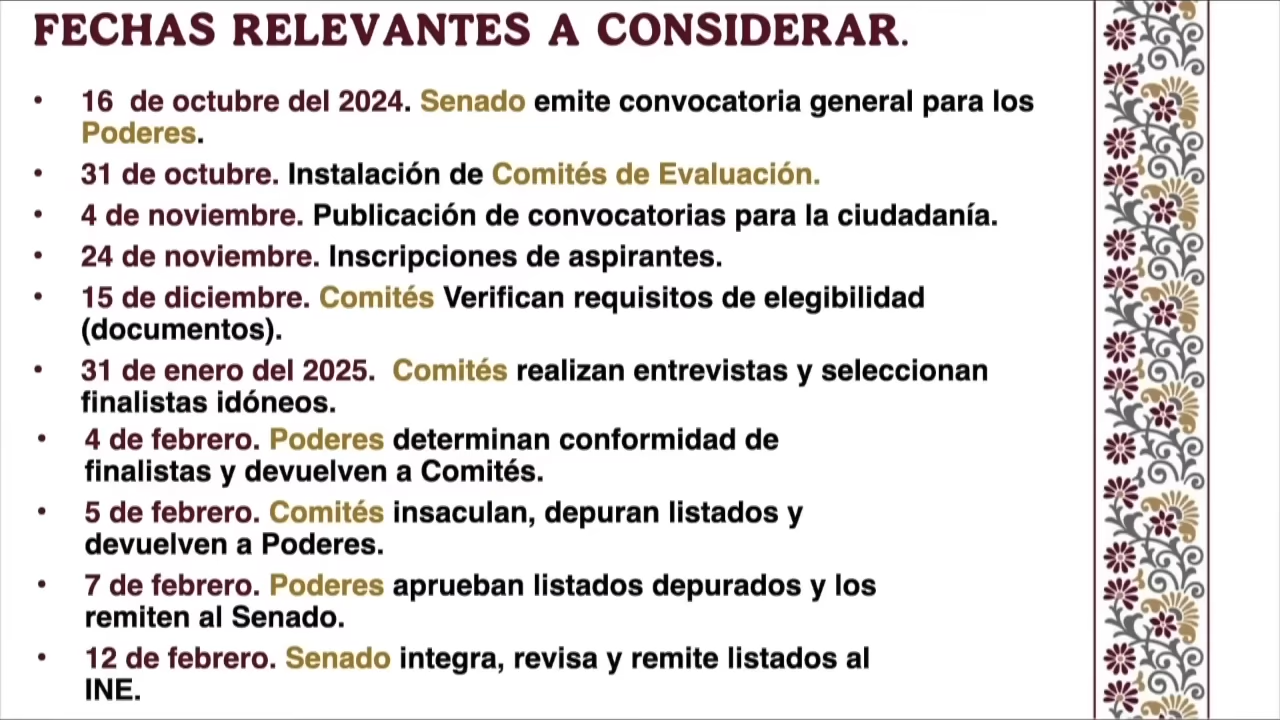 FECHAS RELEVANTES A CONSIDERAR.
• 16 de octubre del 2024. Senado emite convocatoria general para los
Poderes.
• 31 de octubre. Instalación de Comités de Evaluación.
• 4 de noviembre. Publicación de convocatorias para la ciudadanía.
• 24 de noviembre. Inscripciones de aspirantes.
• 15 de diciembre. Comités Verifican requisitos de elegibilidad
(documentos).
• 31 de enero del 2025. Comités realizan entrevistas y seleccionan
finalistas idóneos.
• 4 de febrero. Poderes determinan conformidad de
finalistas y devuelven a Comités.
• 5 de febrero. Comités insaculan, depuran listados y
devuelven a Poderes.
• 7 de febrero. Poderes aprueban listados depurados y los
remiten al Senado.
• 12 de febrero. Senado integra, revisa y remite listados al
INE.